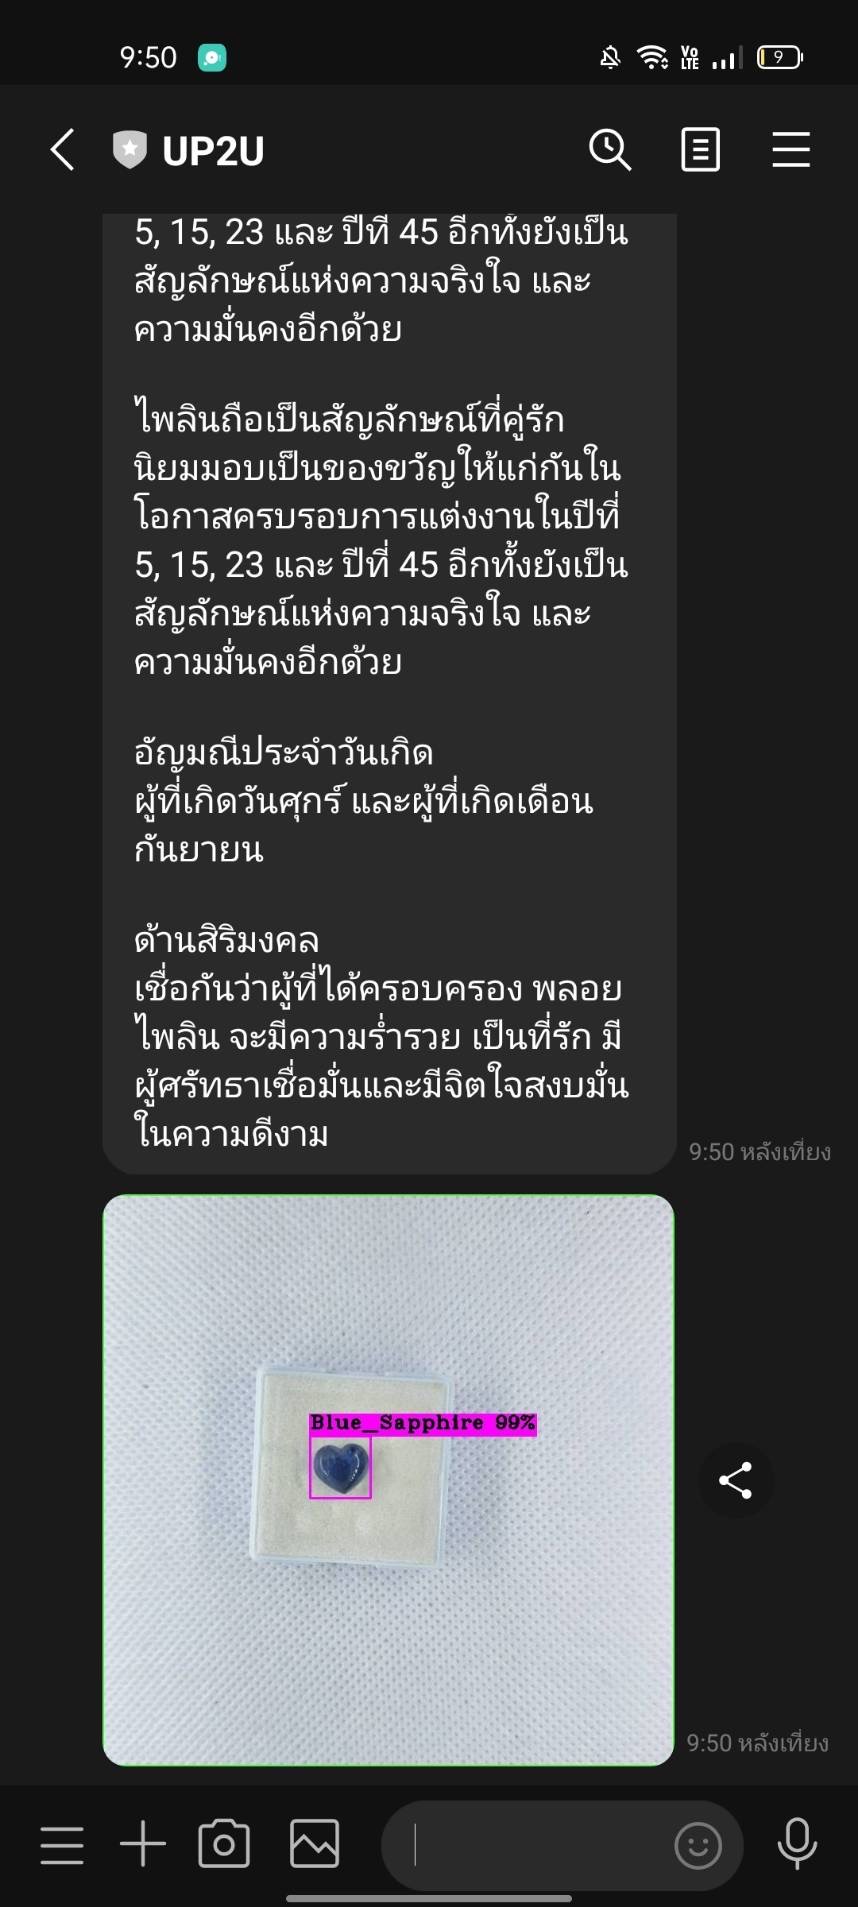 9:50
Vo
LTE
9
UP2U
5, 15, 23 และ ปีที่ 45 อีกทั้งยังเป็น
สัญลักษณ์แห่งความจริงใจ และ
ความมั่นคงอีกด้วย
ไพลินถือเป็นสัญลักษณ์ที่คู่รัก
นิยมมอบเป็นของขวัญให้แก่กันใน
โอกาสครบรอบการแต่งงานในปีที่
5, 15, 23 และ ปีที่ 45 อีกทั้งยังเป็น
สัญลักษณ์แห่งความจริงใจ และ
ความมั่นคงอีกด้วย
อัญมณีประจำวันเกิด
ผู้ที่เกิดวันศุกร์ และผู้ที่เกิดเดือน
กันยายน
ด้านสิริมงคล
เชื่อกันว่าผู้ที่ได้ครอบครอง พลอย
ไพลิน จะมีความร่ำรวย เป็นที่รัก มี
ผู้ศรัทธาเชื่อมั่นและมีจิตใจสงบมั่น
ในความดีงาม
9:50 หลังเที่ยง
Blue_Sapphire 99%
9:50 หลังเที่ยง